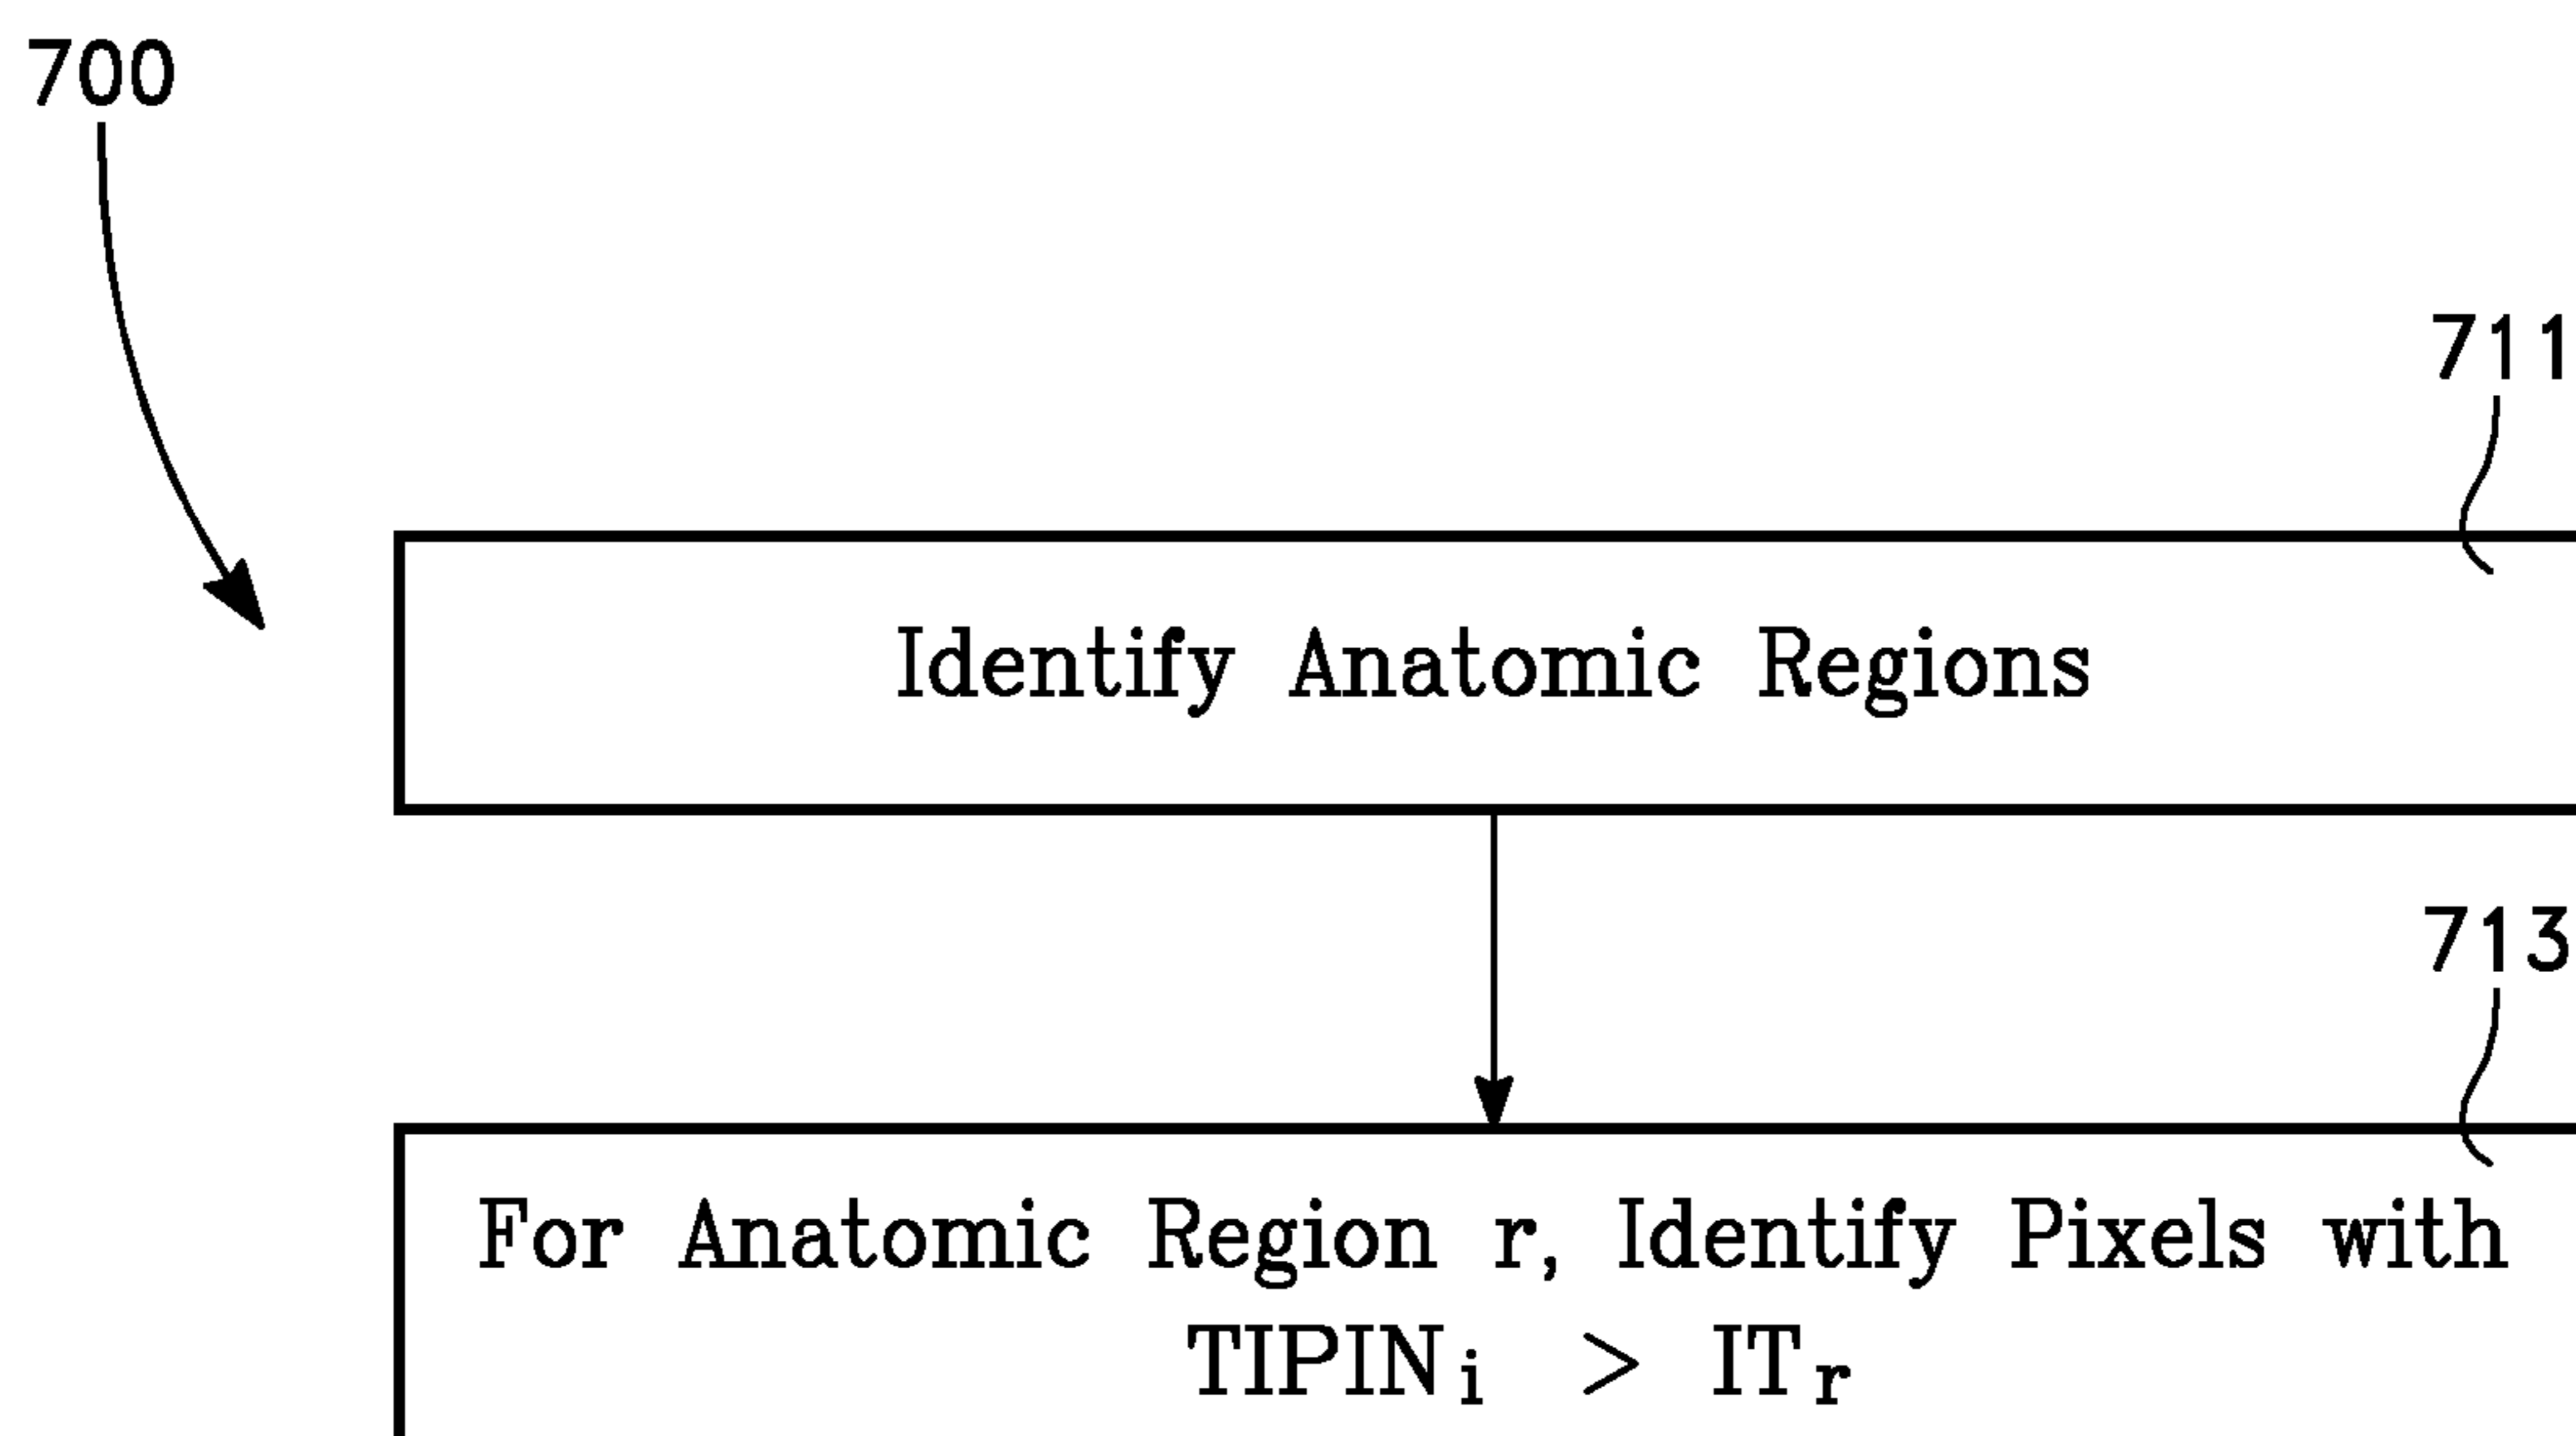 700
711
Identify Anatomic Regions
713
For Anatomic Region r, Identify Pixels with
TIPINi > ITr